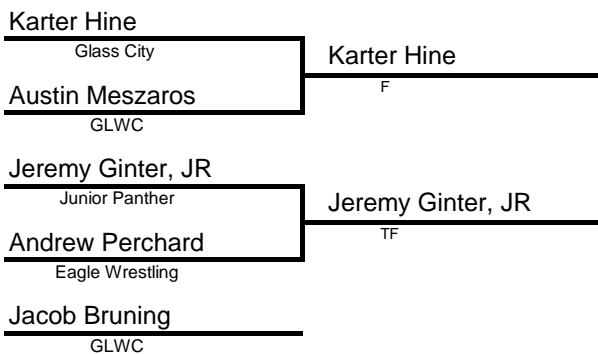 Karter Hine
Glass City
Karter Hine
F
Austin Meszaros
GLWC
Jeremy Ginter, JR
Junior Panther
Jeremy Ginter, JR
TF
Andrew Perchard
Eagle Wrestling
Jacob Bruning
GLWC